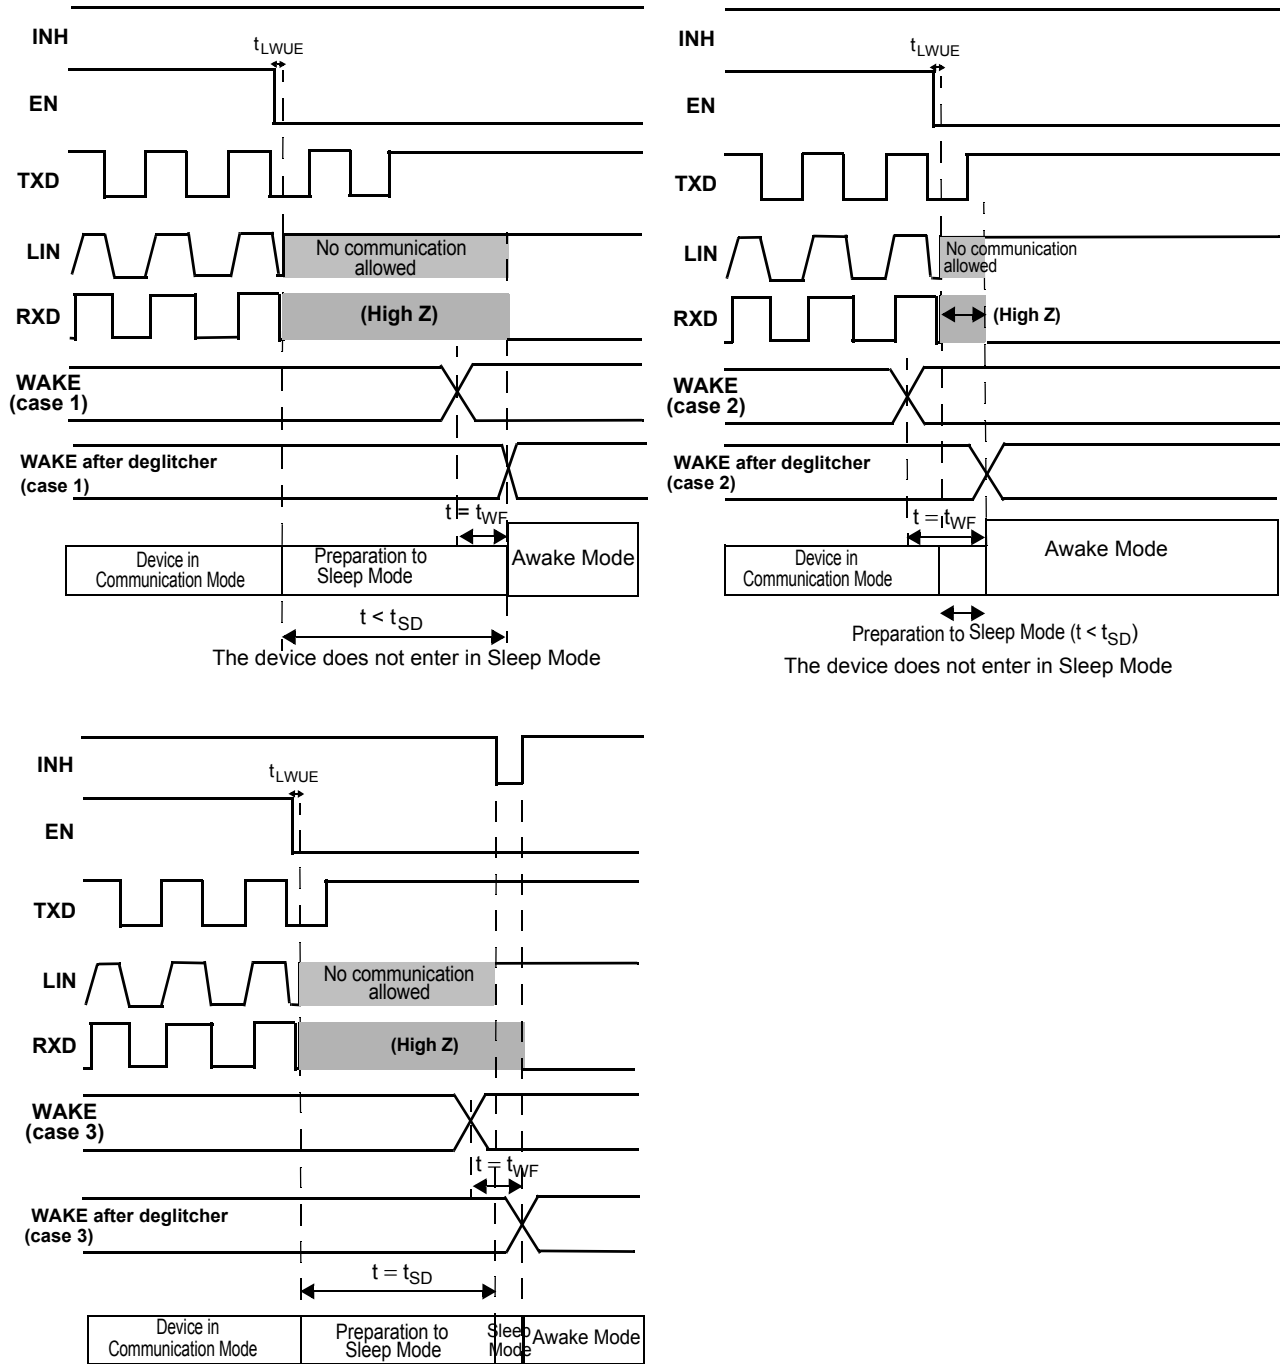 INH
tLWUE
EN
TXD
LIN
No communication
allowed
RXD
(High Z)
WAKE
(case 1)
WAKE after deglitcher
(case 1)
t = tWF
Device in
Communication Mode
Preparation to
Sleep Mode
Awake Mode
t < tSD
The device does not enter in Sleep Mode
INH
tLWUE
EN
TXD
LIN
No communication
allowed
RXD
(High Z)
WAKE
(case 2)
WAKE after deglitcher
(case 2)
t = tWF
Device in
Communication Mode
Awake Mode
Preparation to Sleep Mode (t < tSD)
The device does not enter in Sleep Mode
INH
tLWUE
EN
TXD
LIN
No communication
allowed
RXD
(High Z)
WAKE
(case 3)
t = tWF
WAKE after deglitcher
(case 3)
t = tSD
Device in
Communication Mode
Preparation to
Sleep Mode
Sleep
Mode
Awake Mode